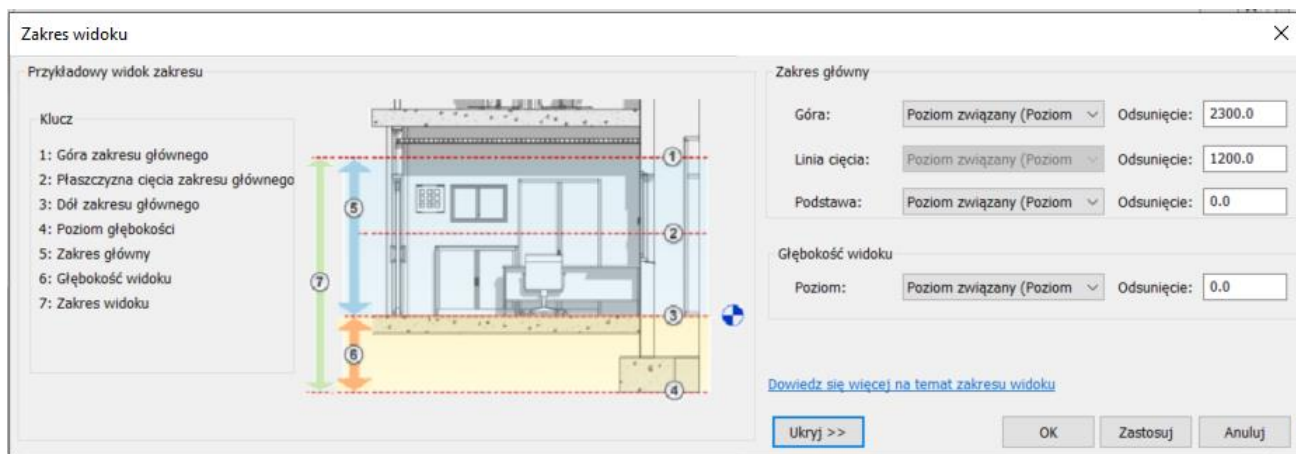 Zakres widoku
Przykładowy widok zakresu
Klucz
1: Góra zakresu głównego
2: Płaszczyzna cięcia zakresu głównego
3: Dół zakresu głównego
4: Poziom głębokości
5: Zakres główny
6: Głębokość widoku
7: Zakres widoku
1
5
2
7
3
6
4
Zakres główny
Góra: Poziom związany (Poziom Odsunięcie: 2300.0
Linia cięcia: Poziom związany (Poziom Odsunięcie: 1200.0
Podstawa: Poziom związany (Poziom Odsunięcie: 0.0
Głębokość widoku
Poziom: Poziom związany (Poziom Odsunięcie: 0.0
Dowiedz się więcej na temat zakresu widoku
Ukryj >> OK Zastosuj Anuluj